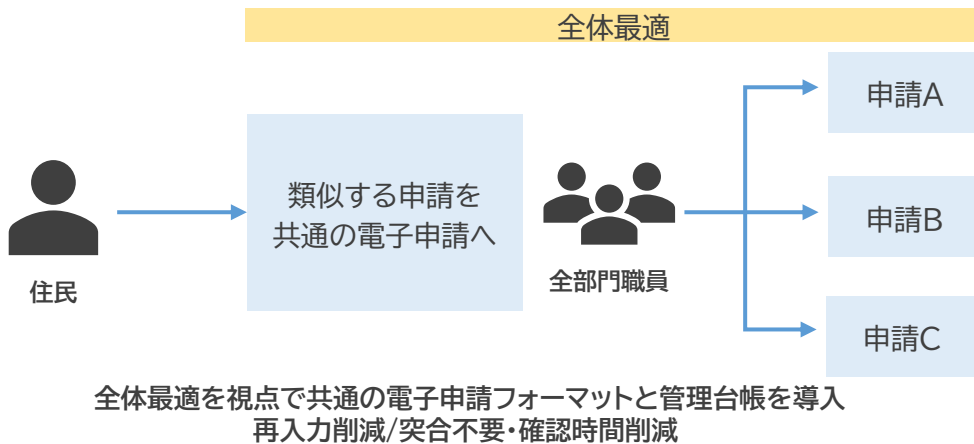 全体最適
申請A
類似する申請を
共通の電子申請へ
申請B
住民
全部門職員
申請C
全体最適を視点で共通の電子申請フォーマットと管理台帳を導入
再入力削減/突合不要・確認時間削減